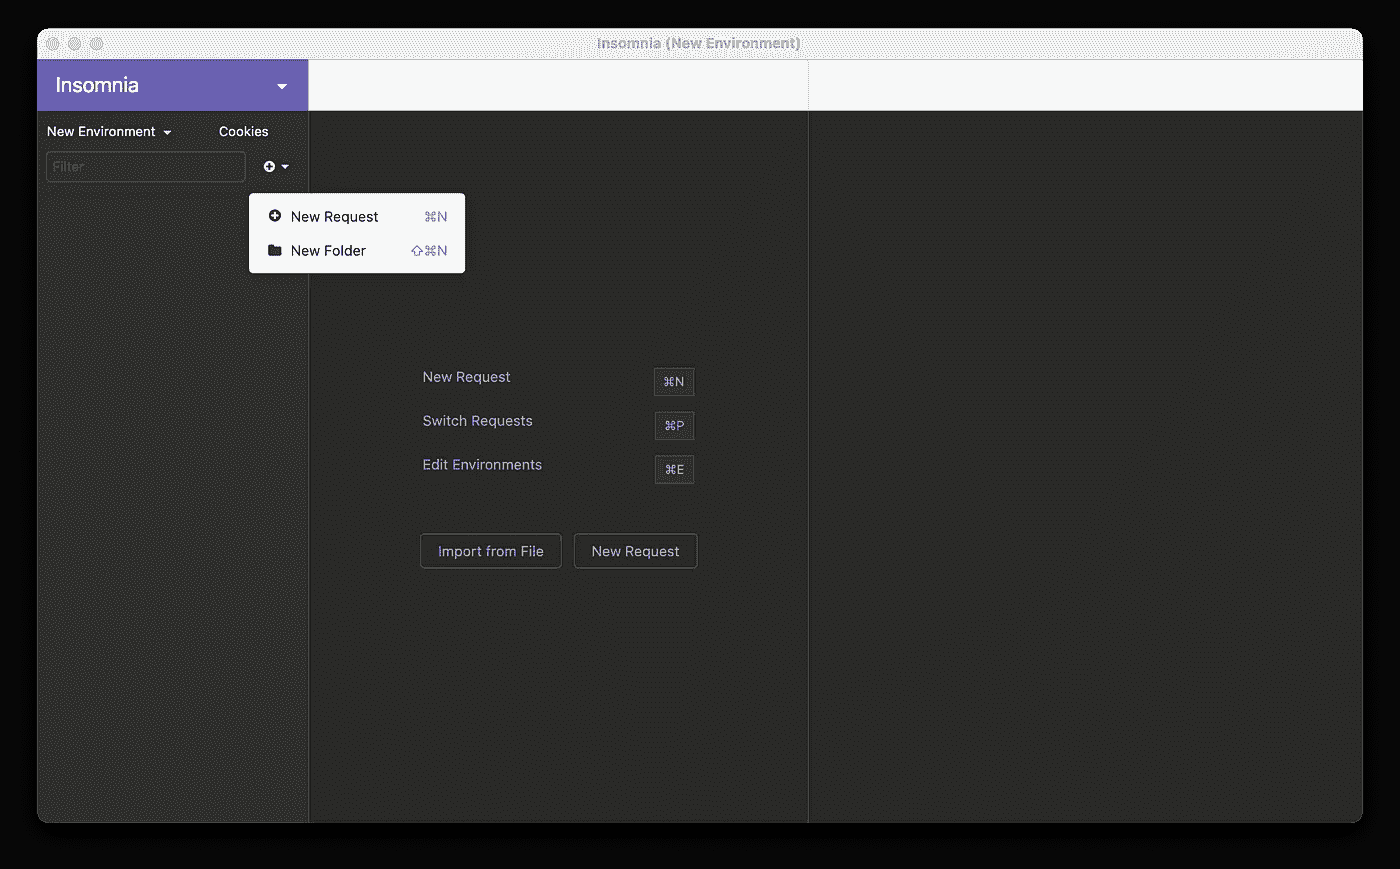 Insomnia (New Environment)
Insomnia
New Environment Cookies
Filter
New Request ⌘N
New Folder ⇧⌘N
New Request ⌘N
Switch Requests ⌘P
Edit Environments ⌘E
Import from File New Request